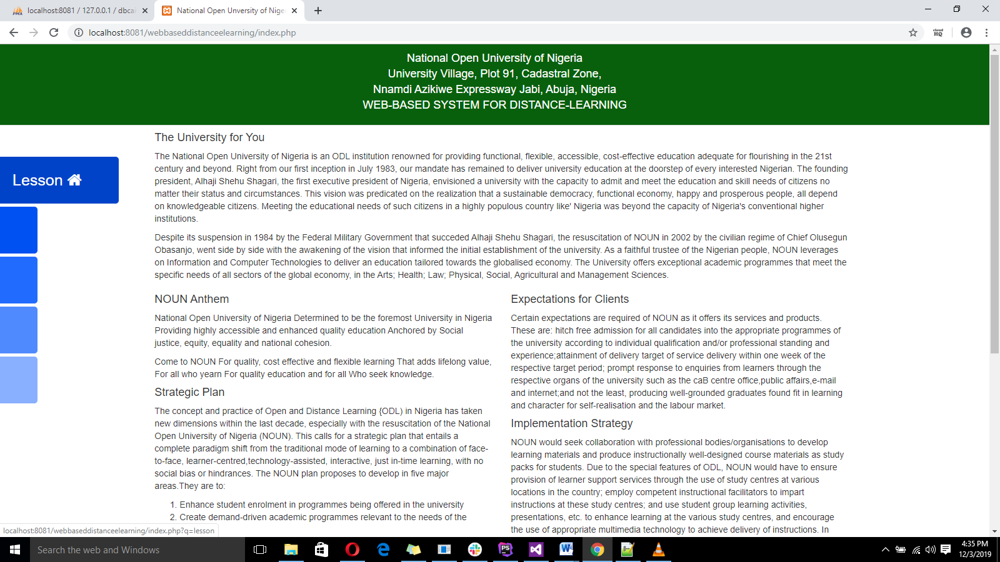 localhost:8081 / 127.0.0.1 / dbcai
National Open Unversity of Nige
localhost:8081/webbaseddistanceelearning/index.php
cloud
HQ
National Open University of Nigeria
University Village, Plot 91, Cadastral Zone,
Nnamdi Azikiwe Expressway Jabi, Abuja, Nigeria
WEB-BASED SYSTEM FOR DISTANCE-LEARNING
Lesson
The University for You
The National Open University of Nigeria is an ODL institution renowned for providing functional, flexible, accessible, cost-effective education adequate for flourishing in the 21st
century and beyond. Right from our first inception in July 1983, our mandate has remained to deliver university education at the doorstep of every interested Nigerian. The founding
president, Alhaji Shehu Shagari, the first executive president of Nigeria, envisioned a university with the capacity to admit and meet the education and skill needs of citizens no
matter their status and circumstances. This vision was predicated on the realization that a sustainable democracy, functional economy, happy and prosperous people, all depend
on knowledgeable citizens. Meeting the educational needs of such citizens in a highly populous country like' Nigeria was beyond the capacity of Nigeria's conventional higher
institutions.
Despite its suspension in 1984 by the Federal Military Government that succeded Alhaji Shehu Shagari, the resuscitation of NOUN in 2002 by the civilian regime of Chief Olusegun
Obasanjo, went side by side with the awakening of the vision that informed the initial establishment of the university. As a faithful trustee of the Nigerian people, NOUN leverages
on Information and Computer Technologies to deliver an education tailored towards the globalised economy. The University offers exceptional academic programmes that meet the
specific needs of all sectors of the global economy, in the Arts; Health; Law; Physical, Social, Agricultural and Management Sciences.
NOUN Anthem
National Open University of Nigeria Determined to be the foremost University in Nigeria
Providing highly accessible and enhanced quality education Anchored by Social
justice, equity, equality and national cohesion.
Come to NOUN For quality, cost effective and flexible learning That adds lifelong value,
For all who yearn For quality education and for all Who seek knowledge.
Strategic Plan
The concept and practice of Open and Distance Learning {ODL) in Nigeria has taken
new dimensions within the last decade, especially with the resuscitation of the National
Open University of Nigeria (NOUN). This calls for a strategic plan that entails a
complete paradigm shift from the traditional mode of learning to a combination of face-
to-face, learner-centred,technology-assisted, interactive, just in-time learning, with no
social bias or hindrances. The NOUN plan proposes to develop in five major
areas.They are to:
1. Enhance student enrolment in programmes being offered in the university
2. Create demand-driven academic programmes relevant to the needs of the
Expectations for Clients
Certain expectations are required of NOUN as it offers its services and products.
These are: hitch free admission for all candidates into the appropriate programmes of
the university according to individual qualification and/or professional standing and
experience;attainment of delivery target of service delivery within one week of the
respective target period; prompt response to enquiries from learners through the
respective organs of the university such as the caB centre office,public affairs,e-mail
and internet;and not the least, producing well-grounded graduates found fit in learning
and character for self-realisation and the labour market.
Implementation Strategy
NOUN would seek collaboration with professional bodies/organisations to develop
learning materials and produce instructionally well-designed course materials as study
packs for students. Due to the special features of ODL, NOUN would have to ensure
provision of learner support services through the use of study centres at various
locations in the country; employ competent instructional facilitators to impart
instructions at these study centres; and use student group learning activities,
presentations, etc. to enhance learning at the various study centres, and encourage
the use of appropriate multimedia technology to achieve delivery of instructions. In
localhost:8081/webbaseddistanceelearning/index.php?q=lesson
Search the web and Windows
4:35 PM
12/3/2019